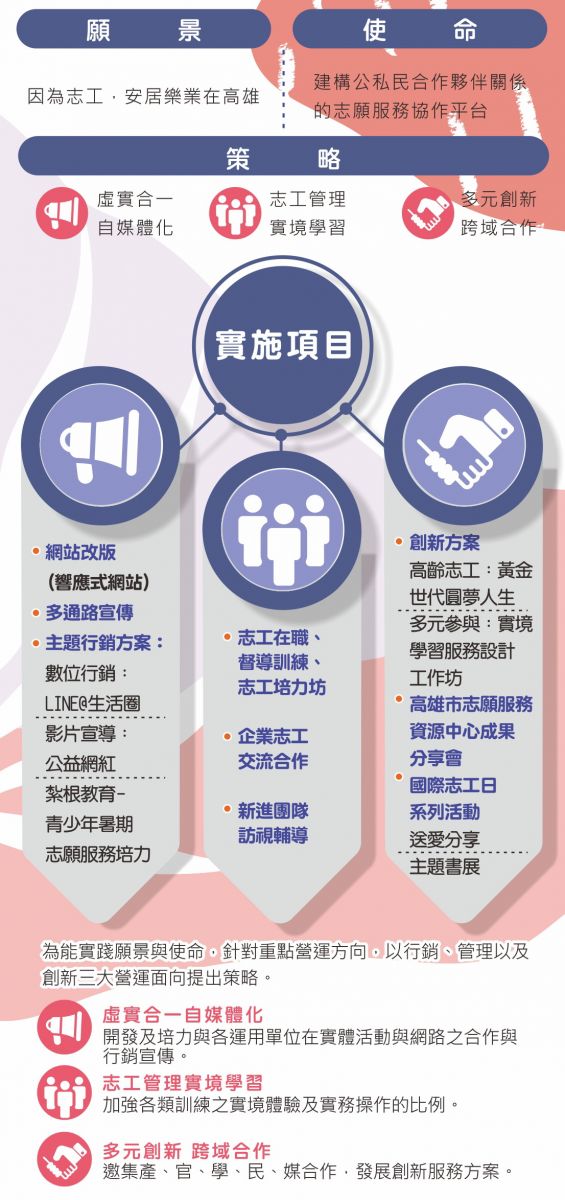 願 景
因為志工，安居樂業在高雄
使 命
建構公私民合作夥伴關係
的志願服務協作平台
策 略
虛實合一
自媒體化
志工管理
實境學習
多元創新
跨域合作
實施項目
• 網站改版
(響應式網站)
• 多通路宣傳
• 主題行銷方案：
數位行銷：
LINE@生活圈
影片宣導：
公益網紅
紮根教育-
青少年暑期
志願服務培力
• 志工在職、
督導訓練、
志工培力坊
• 企業志工
交流合作
• 新進團隊
訪視輔導
• 創新方案
高齡志工：黃金
世代圓夢人生
多元參與：實境
學習服務設計
工作坊
• 高雄市志願服務
資源中心成果
分享會
• 國際志工日
系列活動
送愛分享
主題書展
為能實踐願景與使命，針對重點營運方向，以行銷、管理以及
創新三大營運面向提出策略。
虛實合一自媒體化
開發及培力與各運用單位在實體活動與網路之合作與
行銷宣傳。
志工管理實境學習
加強各類訓練之實境體驗及實務操作的比例。
多元創新 跨域合作
邀集產、官、學、民、媒合作，發展創新服務方案。